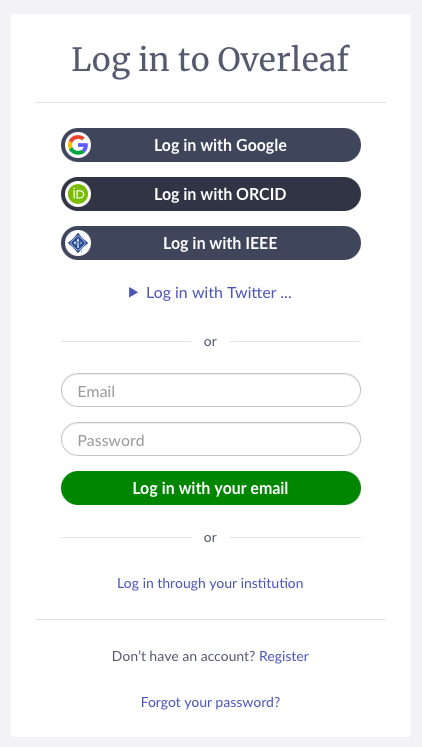 Log in to Overleaf
Log in with Google
iD Log in with ORCID
Log in with IEEE
Log in with Twitter ...
or
Email
Password
Log in with your email
or
Log in through your institution
Don't have an account? Register
Forgot your password?